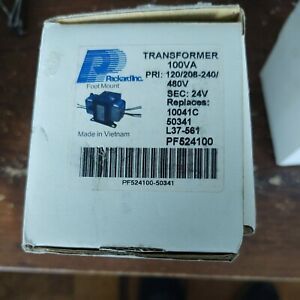 Packard Inc.
Foot Mount
Made in Vietnam
TRANSFORMER
100VA
PRI: 120/208-240/
480V
SEC: 24V
Replaces:
10041C
50341
L37-561
PF524100
PF524100-50341